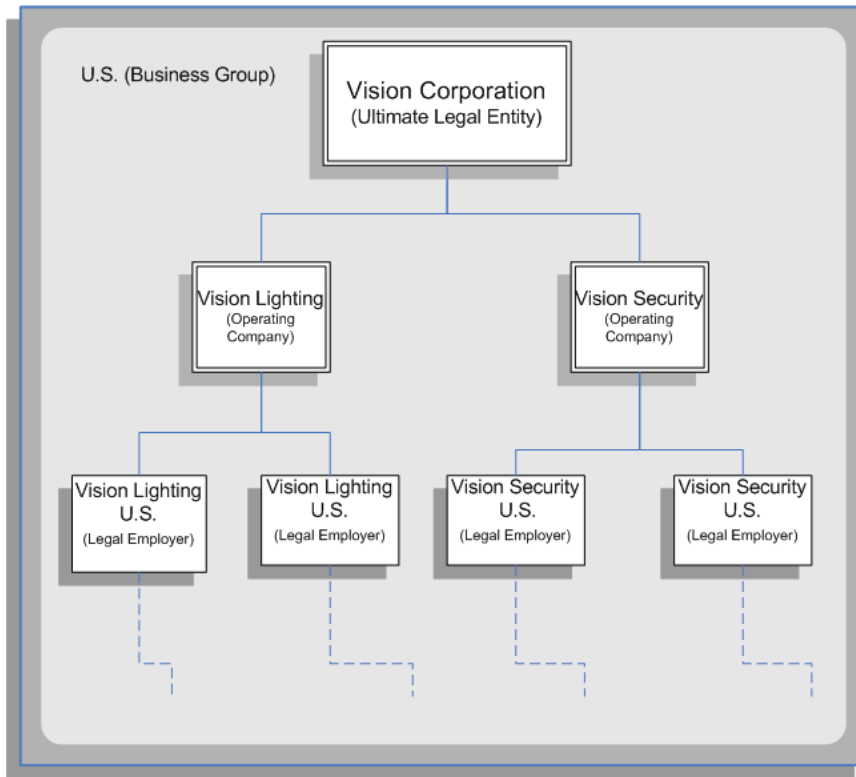 U.S. (Business Group)
Vision Corporation
(Ultimate Legal Entity)
Vision Lighting
(Operating
Company)
Vision Security
(Operating
Company)
Vision Lighting
U.S.
(Legal Employer)
Vision Lighting
U.S.
(Legal Employer)
Vision Security
U.S.
(Legal Employer)
Vision Security
U.S.
(Legal Employer)